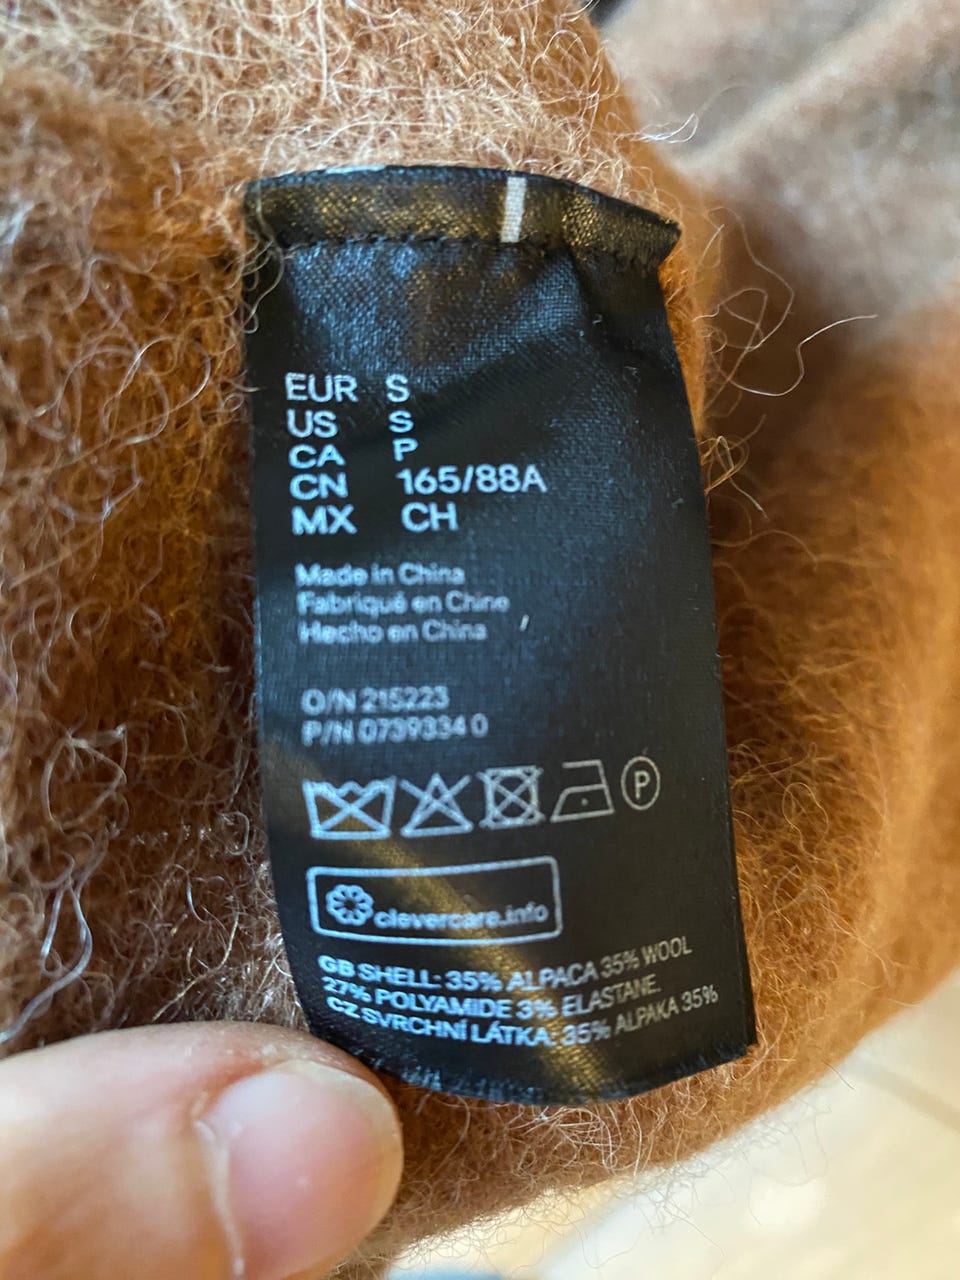 EUR S
US S
CA P
CN 165/88A
MX CH
Made in China
Fabriqué en Chine
Hecho en China
O/N 215223
P/N 0739334 0
P
clevercare.info
GB SHELL: 35% ALPACA 35% WOOL
27% POLYAMIDE 3% ELASTANE.
CZ SVRCHNÍ LÁTKA: 35% ALPAKA 35%